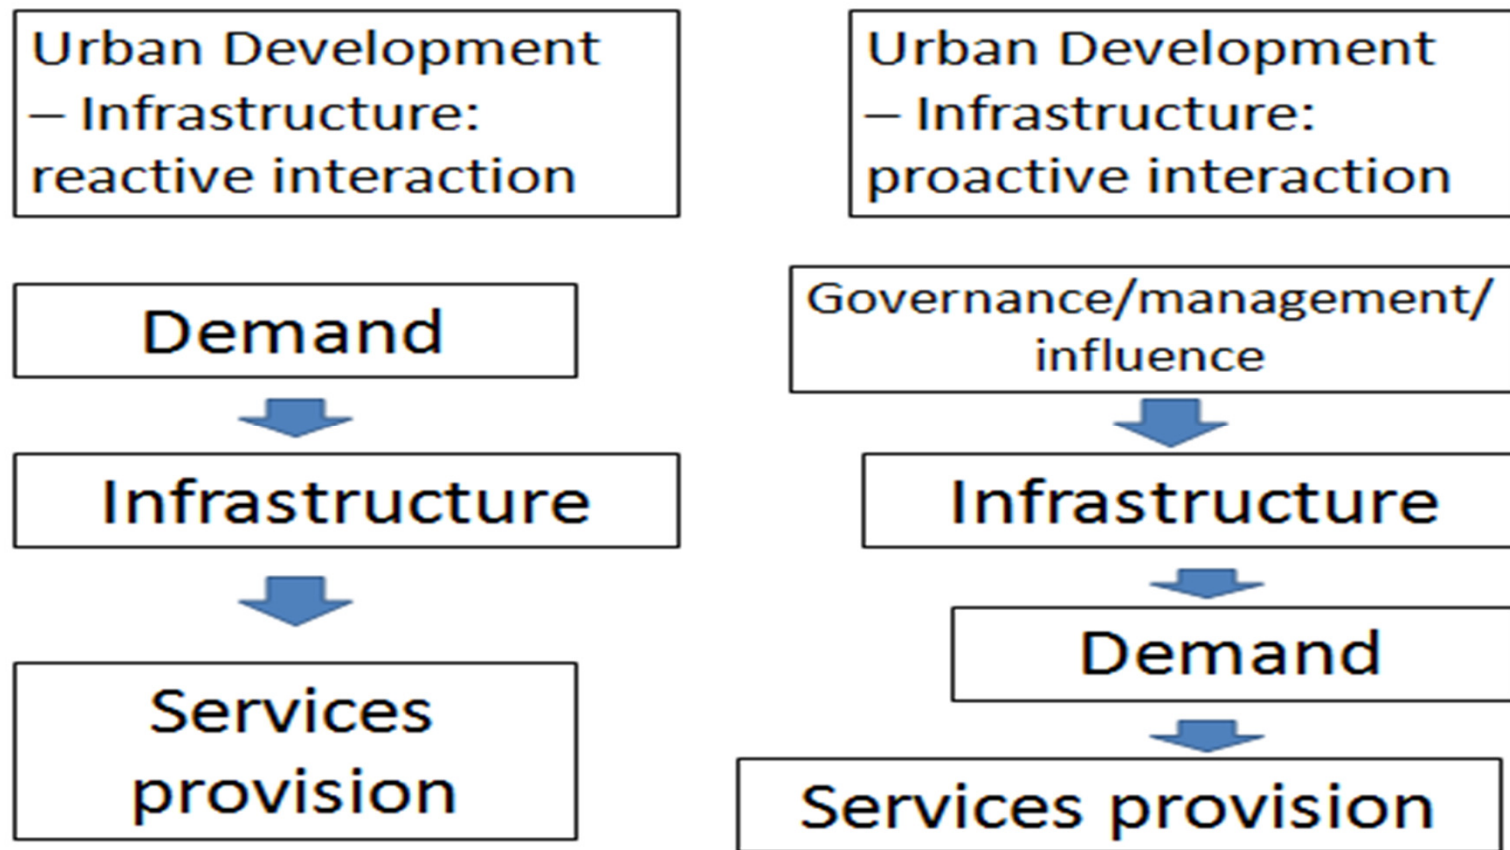 Urban Development
– Infrastructure:
reactive interaction
Demand
Infrastructure
Services
provision
Urban Development
– Infrastructure:
proactive interaction
Governance/management/
influence
Infrastructure
Demand
Services provision